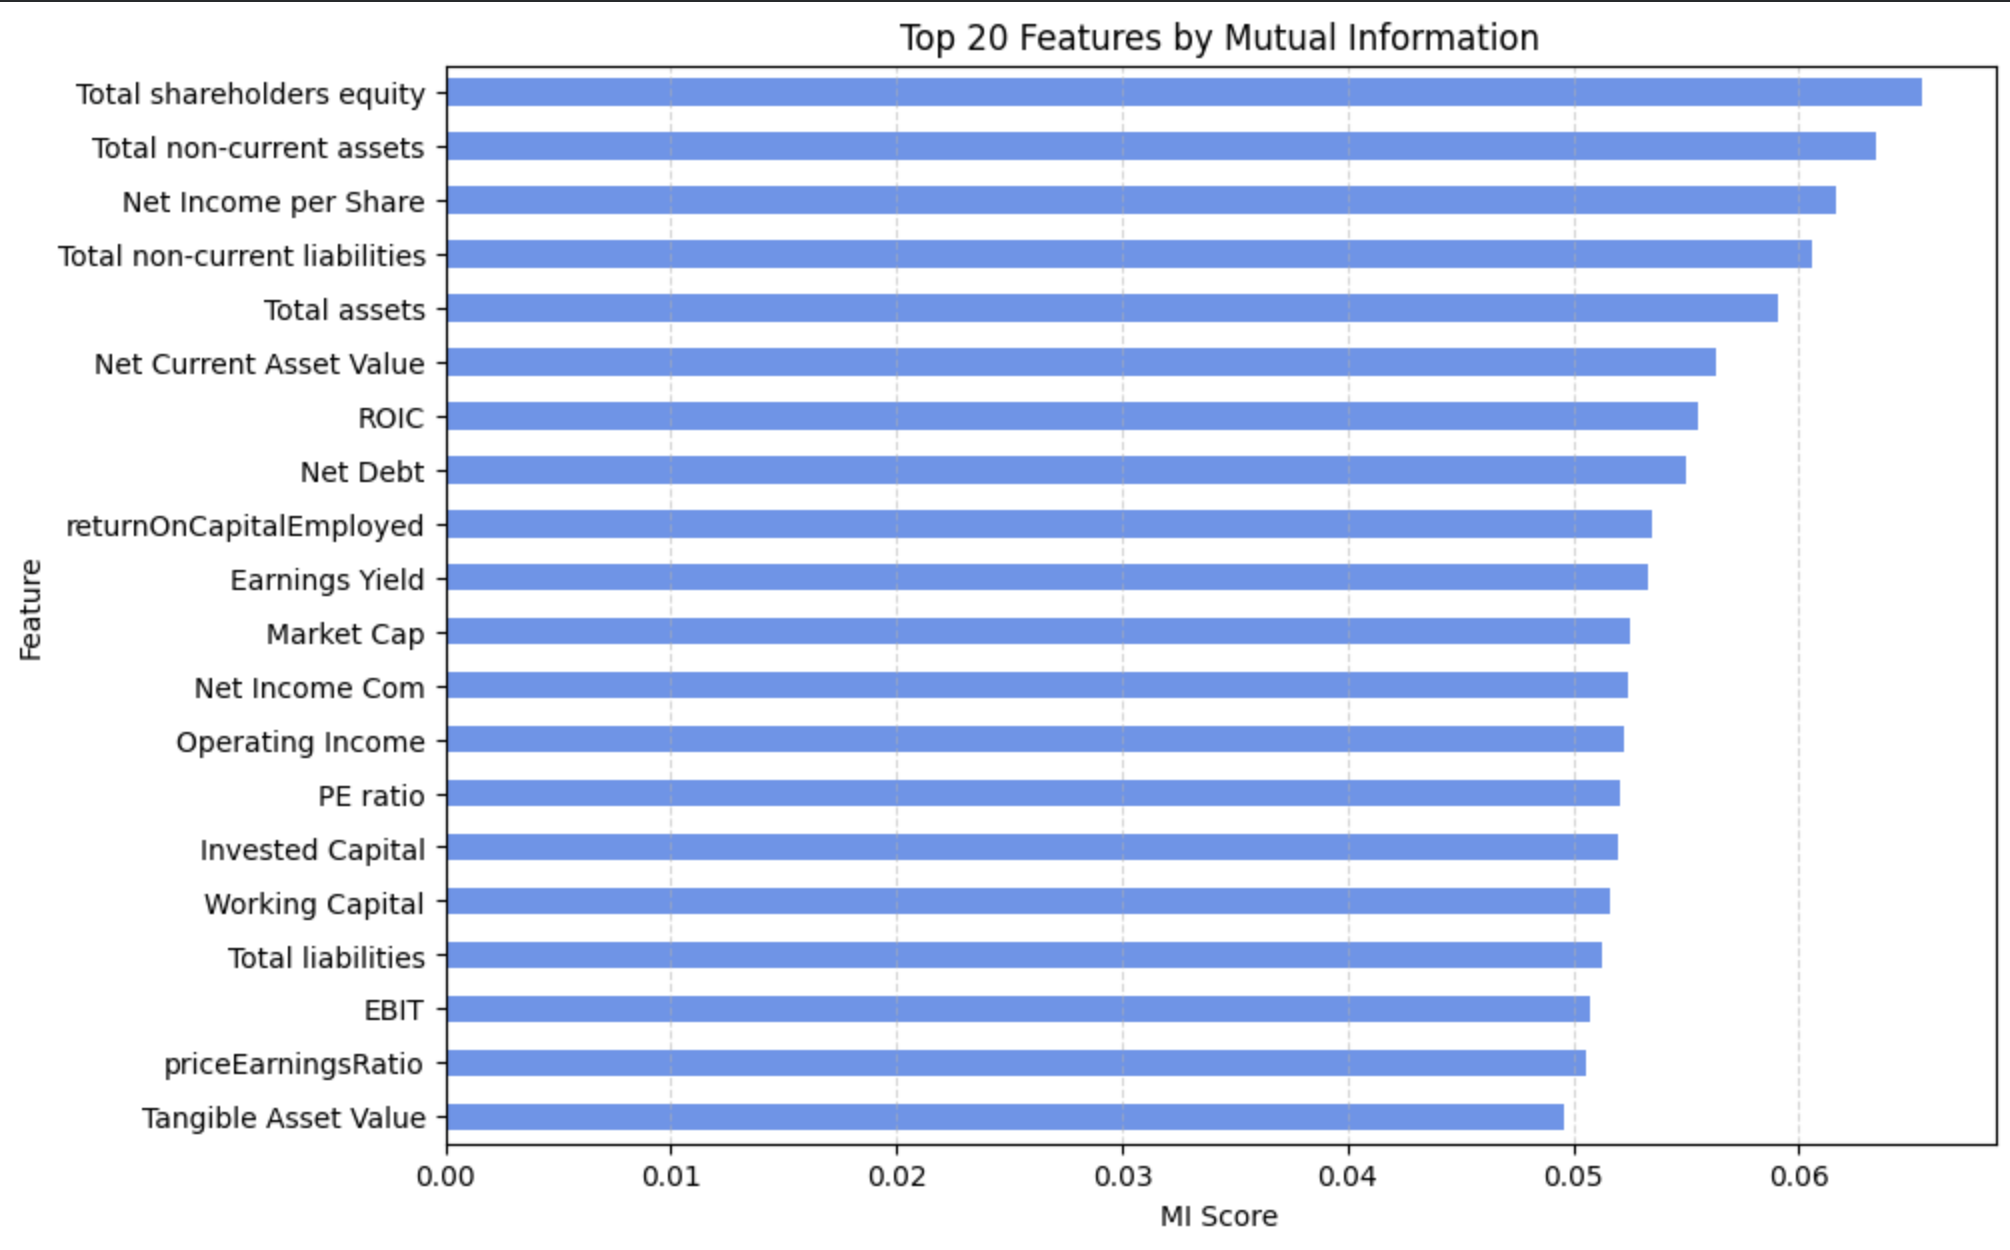 Top 20 Features by Mutual Information
Feature
Total shareholders equity
Total non-current assets
Net Income per Share
Total non-current liabilities
Total assets
Net Current Asset Value
ROIC
Net Debt
returnOnCapitalEmployed
Earnings Yield
Market Cap
Net Income Com
Operating Income
PE ratio
Invested Capital
Working Capital
Total liabilities
EBIT
priceEarningsRatio
Tangible Asset Value
0.00 0.01 0.02 0.03 0.04 0.05 0.06
MI Score